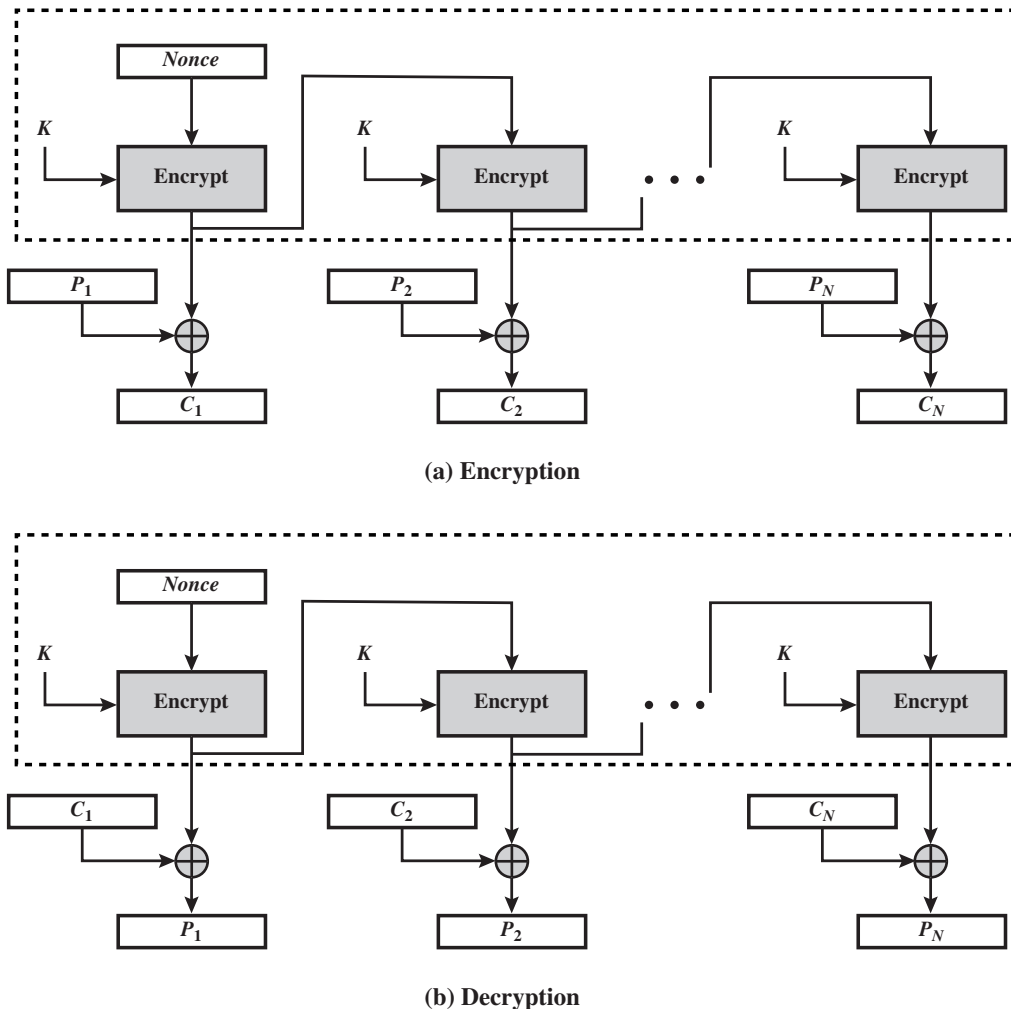 Nonce
K K K
Encrypt Encrypt • • • Encrypt
P1 P2 PN
C1 C2 CN
(a) Encryption
Nonce
K K K
Encrypt Encrypt • • • Encrypt
C1 C2 CN
P1 P2 PN
(b) Decryption